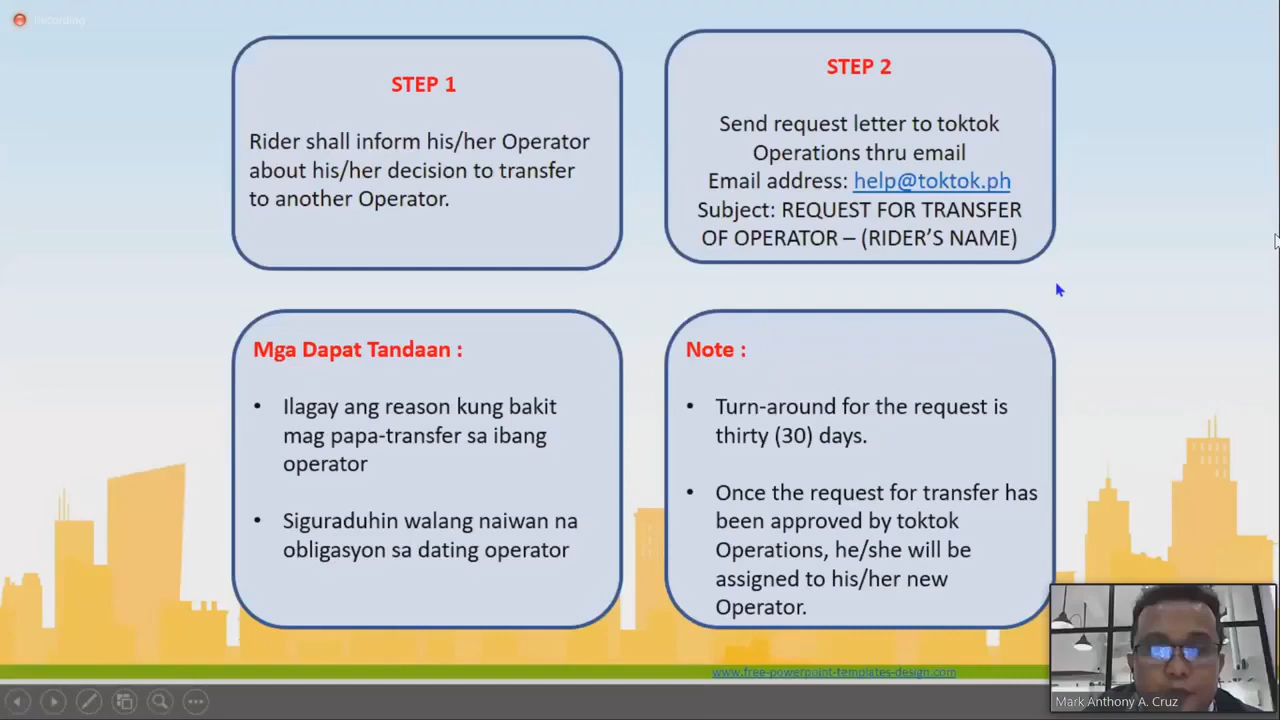 Recording
STEP 1
Rider shall inform his/her Operator
about his/her decision to transfer
to another Operator.
STEP 2
Send request letter to toktok
Operations thru email
Email address: help@toktok.ph
Subject: REQUEST FOR TRANSFER
OF OPERATOR – (RIDER’S NAME)
Mga Dapat Tandaan :
• Ilagay ang reason kung bakit
mag papa-transfer sa ibang
operator
• Siguraduhin walang naiwan na
obligasyon sa dating operator
Note :
• Turn-around for the request is
thirty (30) days.
• Once the request for transfer has
been approved by toktok
Operations, he/she will be
assigned to his/her new
Operator.
www.free-powerpoint-templates-design.com
Mark Anthony A. Cruz